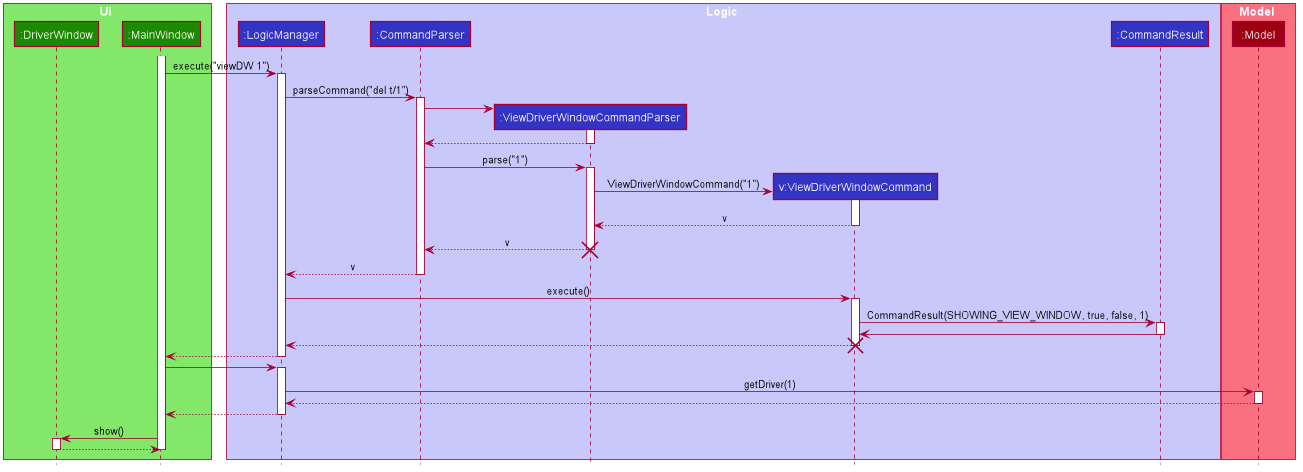 Ui
Logic
Model
:DriverWindow
:MainWindow
:LogicManager
:CommandParser
:CommandResult
:Model
execute("viewDW 1")
parseCommand("del t/1")
:ViewDriverWindowCommandParser
parse("1")
ViewDriverWindowCommand("1")
v:ViewDriverWindowCommand
v
v
v
execute()
CommandResult(SHOWING_VIEW_WINDOW, true, false, 1)
getDriver(1)
show()